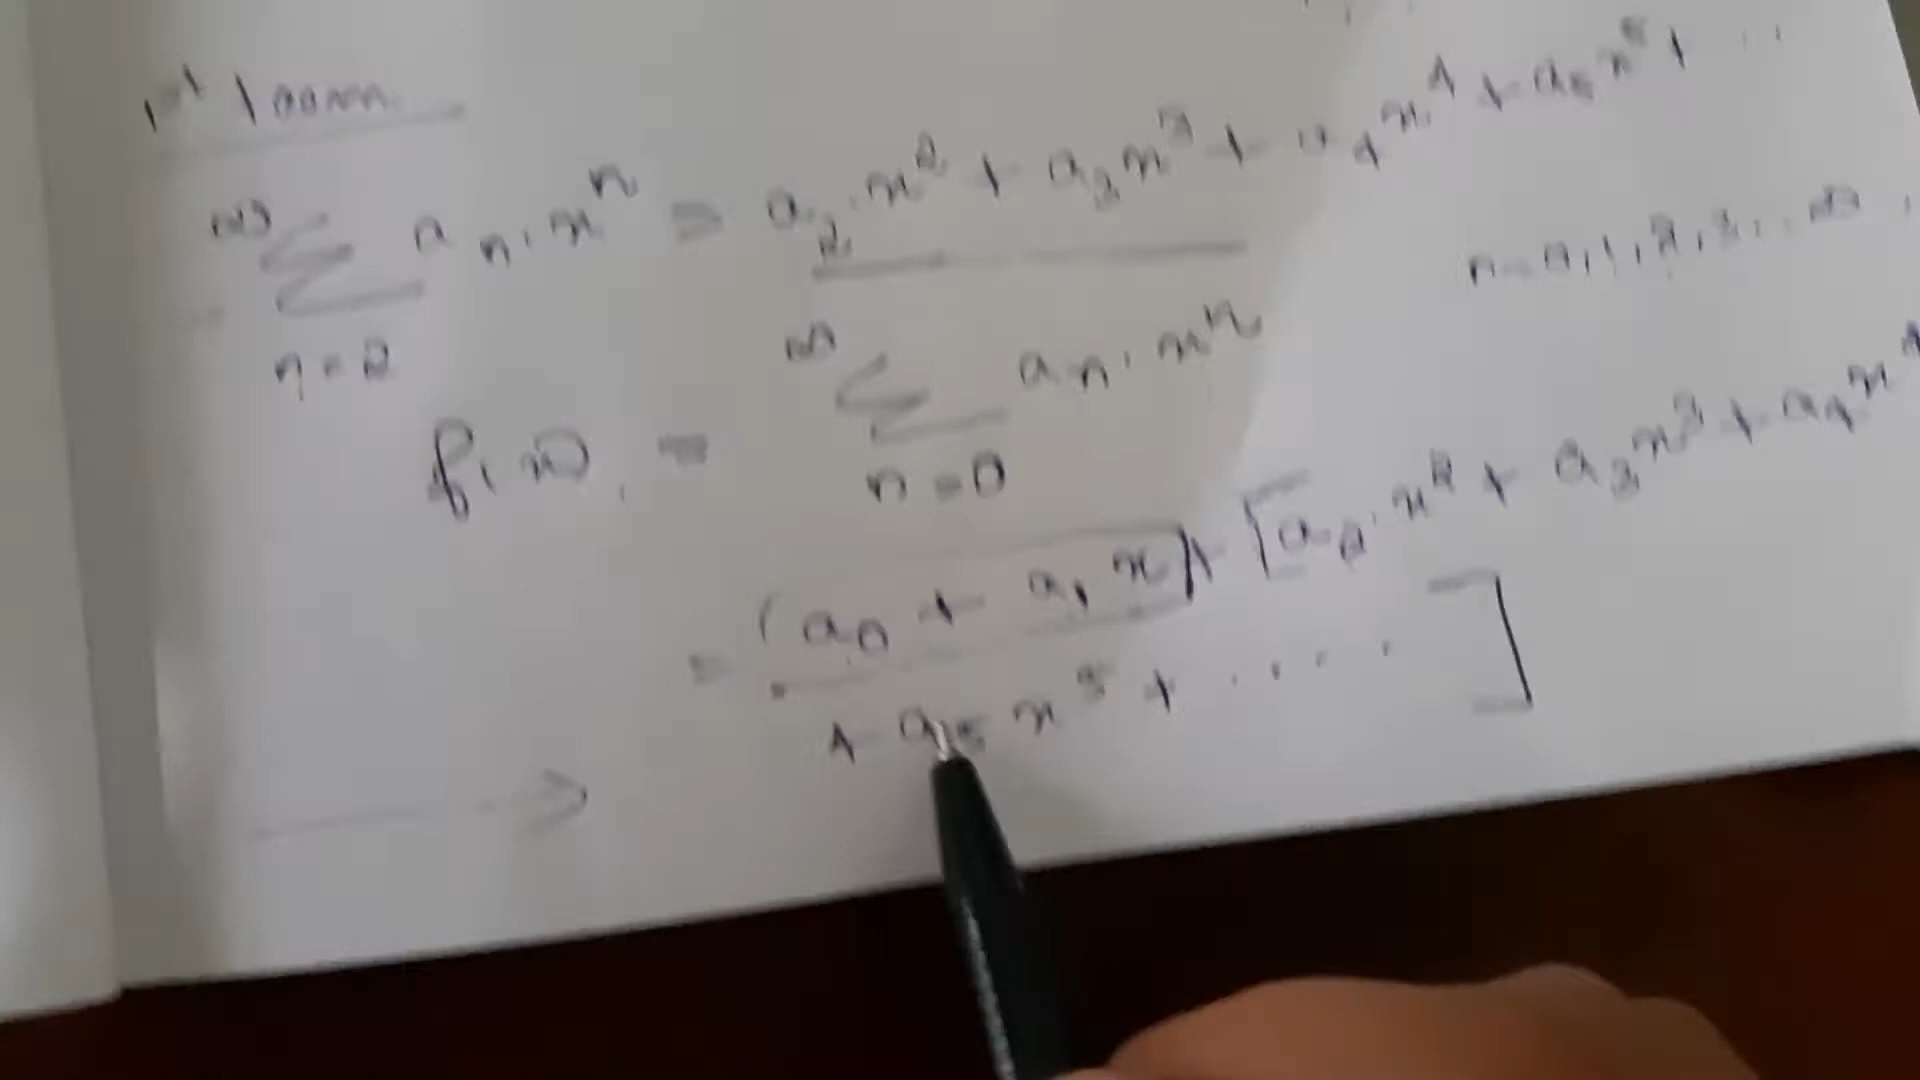 1st term
∞ Σ n=2 aₙ.xⁿ = a₂.x² + a₃x³ + a₄x⁴ + a₅x⁵ + ..
n=0,1,2,3,..∞,
f(x) = ∞ Σ n=0 aₙ.xⁿ
= (a₀ + a₁x) + [a₂.x² + a₃x³ + a₄x⁴
+ a₅x⁵ + ..... ]
→